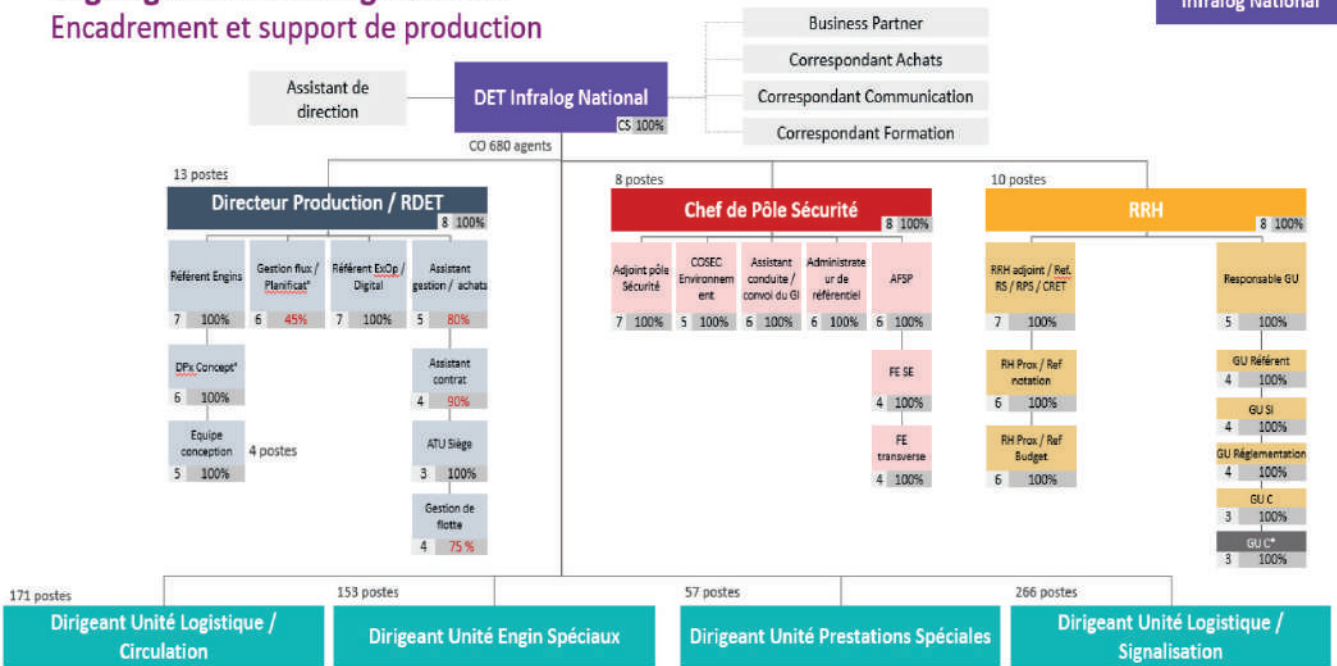 Encadrement et support de production
Infralog National
Business Partner
Correspondant Achats
Correspondant Communication
Correspondant Formation
Assistant de
direction
DET Infralog National
CS 100%
CO 680 agents
13 postes
Directeur Production / RDET
8 100%
Référent Engins
7 100%
Gestion flux /
Planificat°
6 45%
Référent ExOp /
Digital
7 100%
Assistant
gestion / achats
5 80%
DPx Concept°
6 100%
Equipe
conception
5 100%
4 postes
Assistant
contrat
4 90%
ATU Siège
3 100%
Gestion de
flotte
4 75 %
8 postes
Chef de Pôle Sécurité
8 100%
Adjoint pôle
Sécurité
7 100%
COSEC
Environnem
ent
5 100%
Assistant
conduite /
convoi du GI
6 100%
Administrate
ur de
référentiel
6 100%
AFSP
6 100%
FE SE
4 100%
FE
transverse
4 100%
10 postes
RRH
8 100%
RRH adjoint / Ref.
RS / RPS / CRET
7 100%
RH Prox / Ref
notation
6 100%
RH Prox / Ref
Budget
6 100%
Responsable GU
5 100%
GU Référent
4 100%
GU SI
4 100%
GU Réglementation
4 100%
GU C
3 100%
GU C*
3 100%
171 postes
Dirigeant Unité Logistique /
Circulation
153 postes
Dirigeant Unité Engin Spéciaux
57 postes
Dirigeant Unité Prestations Spéciales
266 postes
Dirigeant Unité Logistique /
Signalisation